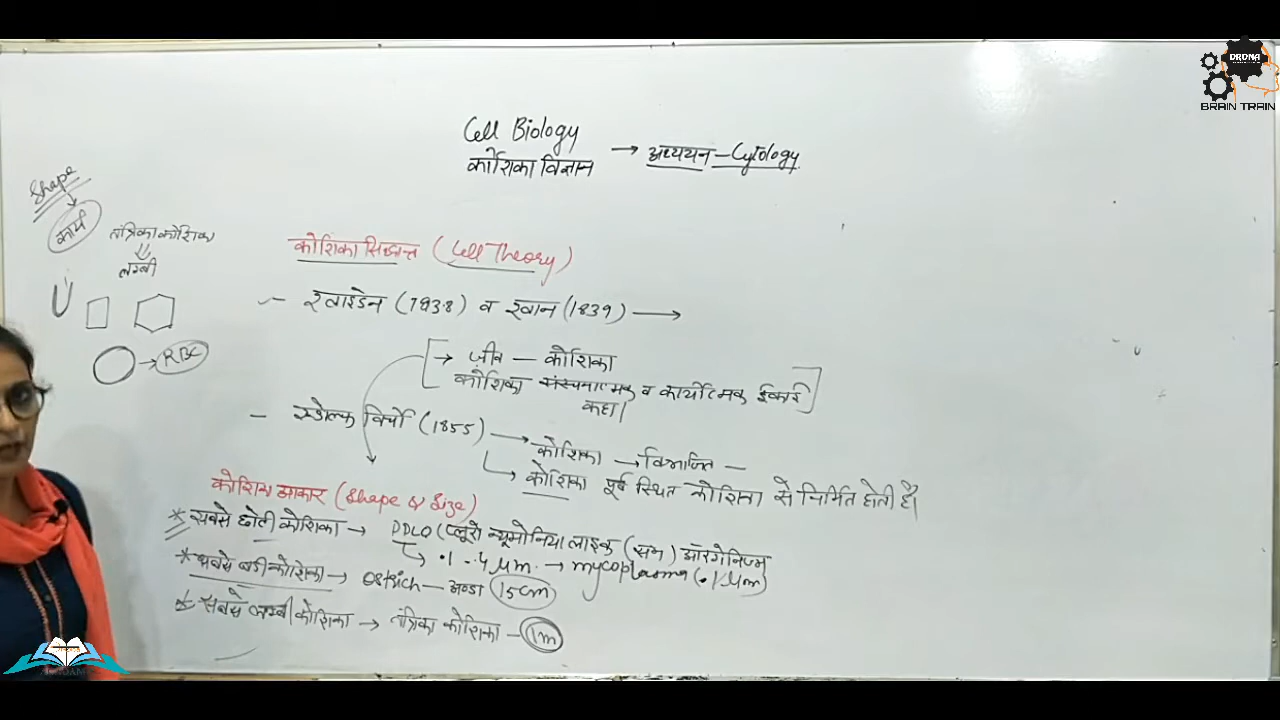 DRONA
BRAIN TRAIN
Cell Biology
कोशिका विज्ञान → अध्ययन – Cytology
Shape
कार्य
तंत्रिका कोशिका
लम्बी
→ RBC
कोशिका सिद्धान्त (Cell Theory)
– श्लाइडेन (1838) व श्वान (1839) →
→ जीव – कोशिका
कोशिका संरचनात्मक व कार्यात्मक ईकाई
कहा।
– रुडोल्फ विर्चो (1855) → कोशिका → विभाजित –
→ कोशिका पूर्व स्थित कोशिका से निर्मित होती है।
कोशिका आकार (Shape & Size)
* सबसे छोटी कोशिका → PPLO (प्लूरो न्यूमोनिया लाइक (सम) ऑरगेनिज्म
→ .1 - .4 μm. → mycoplasma (.1 μm)
* सबसे बड़ी कोशिका → Ostrich – अण्डा (15cm)
* सबसे लम्बी कोशिका → तंत्रिका कोशिका – 1m